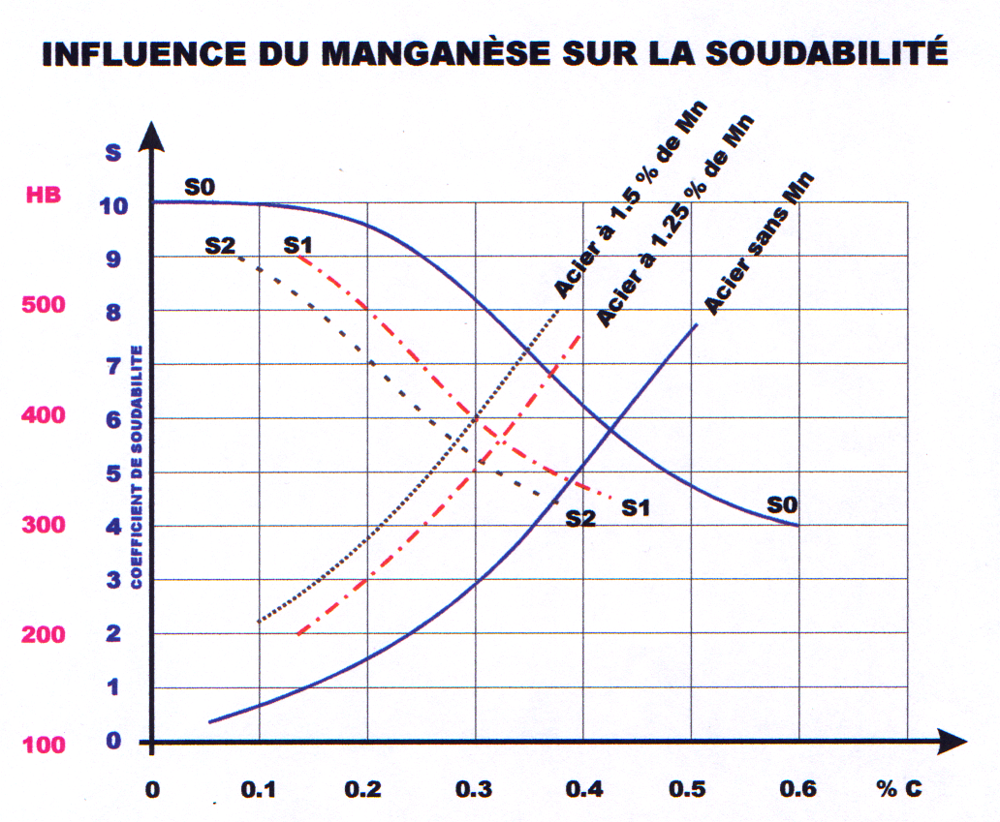 INFLUENCE DU MANGANÈSE SUR LA SOUDABILITÉ
Acier à 1.5 % de Mn
Acier à 1.25 % de Mn
Acier sans Mn
S
HB
S0
10
S2
S1
9
500
8
7
COEFFICIENT DE SOUDABILITE
400
6
5
S0
S1
S2
300
4
3
200
2
1
100
0
0
0.1
0.2
0.3
0.4
0.5
0.6
% C